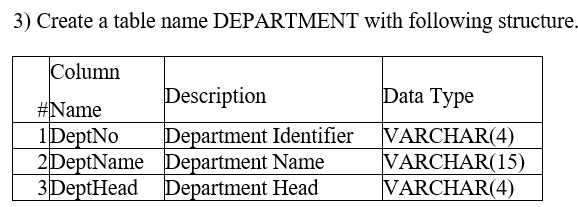 3) Create a table name DEPARTMENT with following structure.
# Column Name Description Data Type
1 DeptNo Department Identifier VARCHAR(4)
2 DeptName Department Name VARCHAR(15)
3 DeptHead Department Head VARCHAR(4)